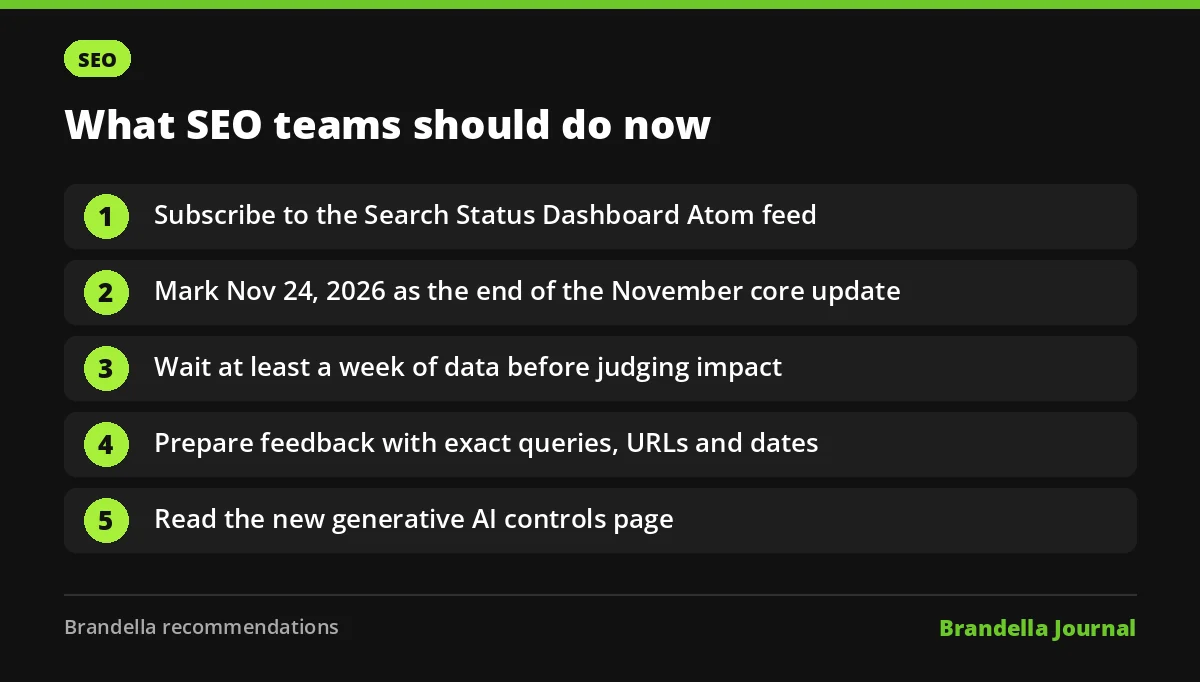 SEO
What SEO teams should do now
1 Subscribe to the Search Status Dashboard Atom feed
2 Mark Nov 24, 2026 as the end of the November core update
3 Wait at least a week of data before judging impact
4 Prepare feedback with exact queries, URLs and dates
5 Read the new generative AI controls page
Brandella recommendations
Brandella Journal